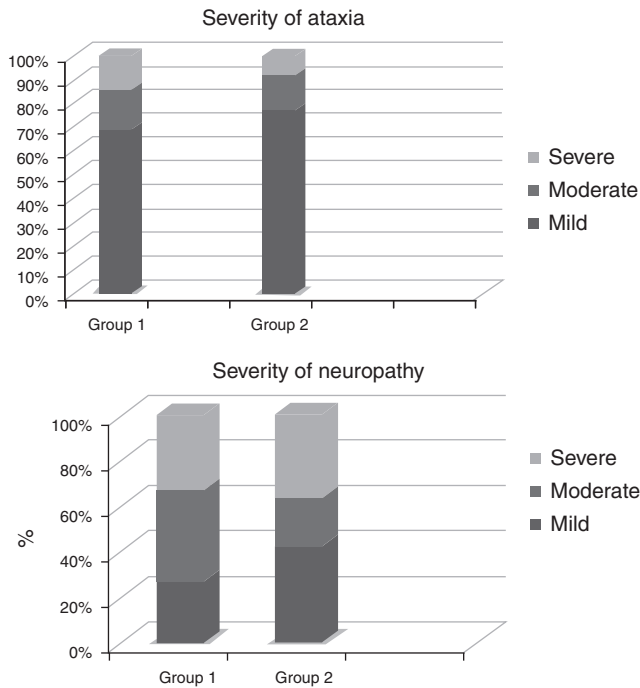 Severity of ataxia
100%
90%
80%
70%
60%
50%
40%
30%
20%
10%
0%
Group 1 Group 2
Severe
Moderate
Mild
Severity of neuropathy
%
100%
80%
60%
40%
20%
0%
Group 1 Group 2
Severe
Moderate
Mild